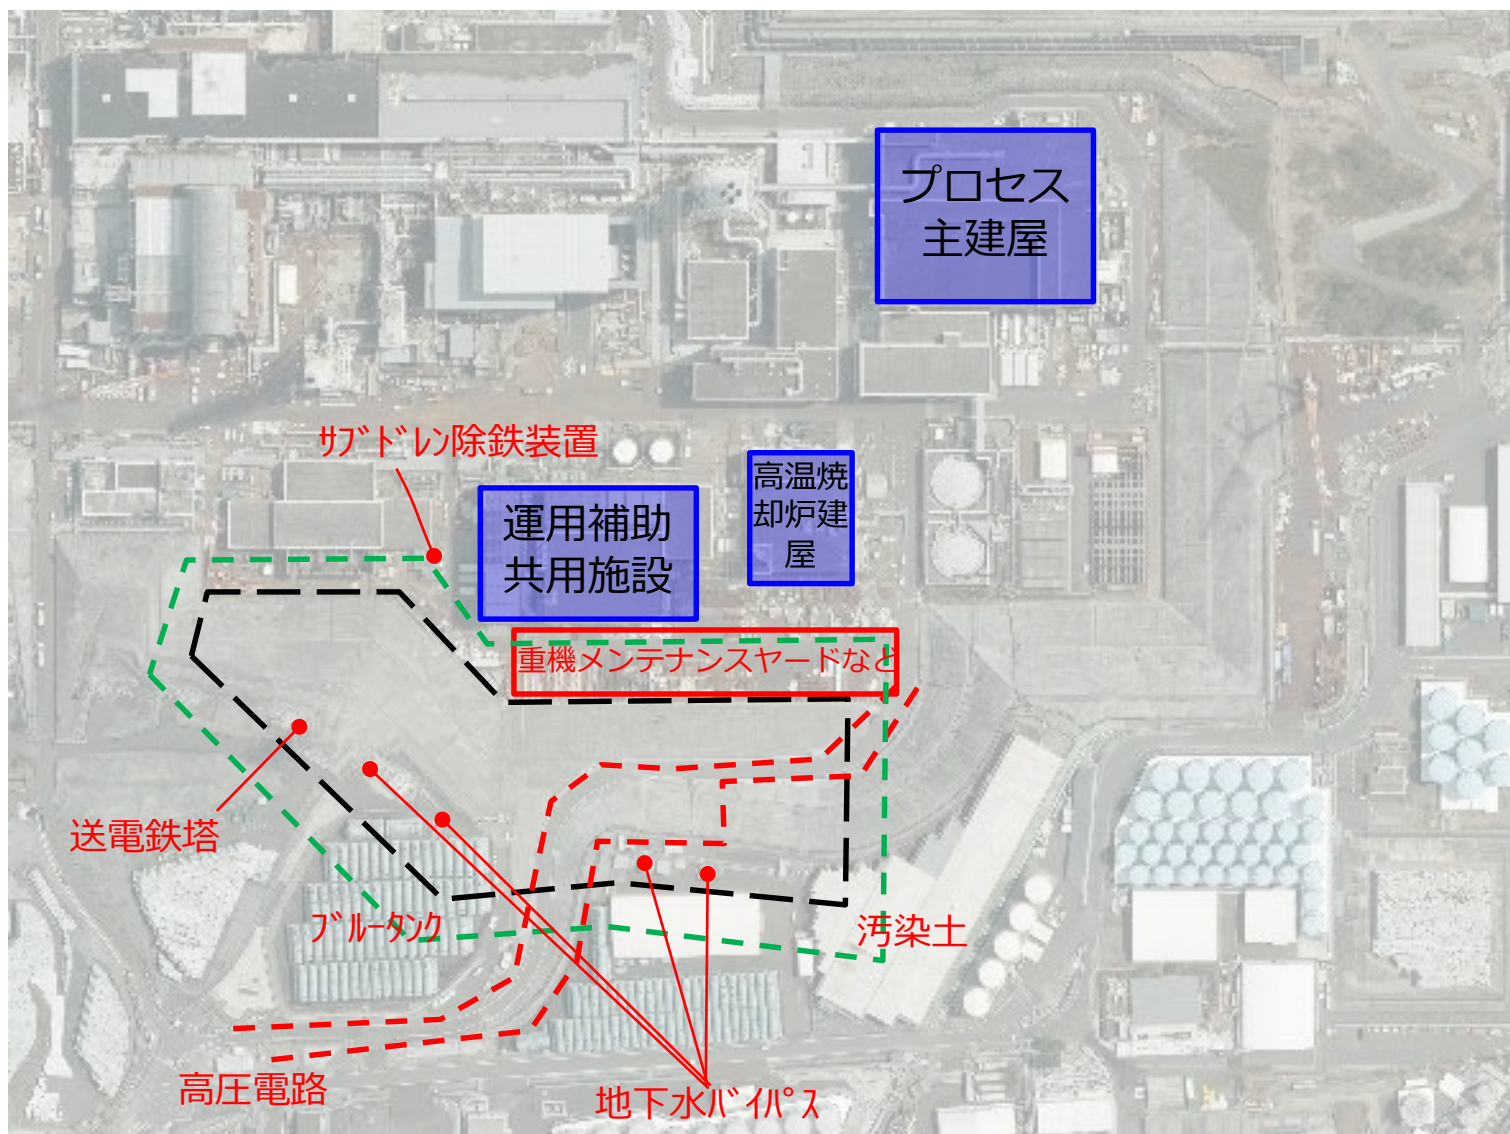 プロセス
主建屋
ｻﾌﾞﾄﾞﾚﾝ除鉄装置
高温焼
却炉建
屋
運用補助
共用施設
重機メンテナンスヤードなど
送電鉄塔
ﾌﾞﾙｰﾀﾝｸ
汚染土
高圧電路
地下水ﾊﾞｲﾊﾟｽ